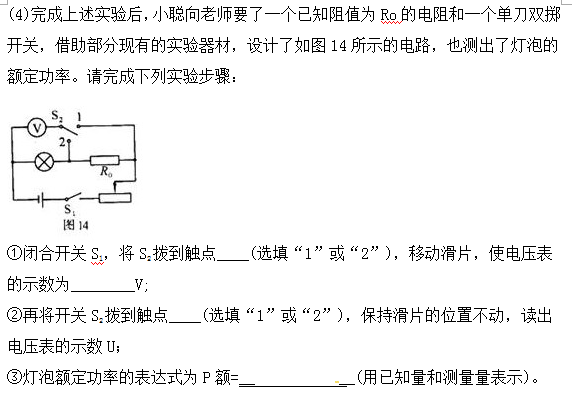 (4)完成上述实验后，小聪向老师要了一个已知阻值为 Ro 的电阻和一个单刀双掷
开关，借助部分现有的实验器材，设计了如图 14 所示的电路，也测出了灯泡的
额定功率。请完成下列实验步骤：
S₂ 1
V
2
R₀
S₁
图 14
①闭合开关 S₁，将 S₂拨到触点____(选填“1”或“2”)，移动滑片，使电压表
的示数为________V;
②再将开关 S₂拨到触点____(选填“1”或“2”)，保持滑片的位置不动，读出
电压表的示数 U；
③灯泡额定功率的表达式为 P 额=______________(用已知量和测量量表示)。